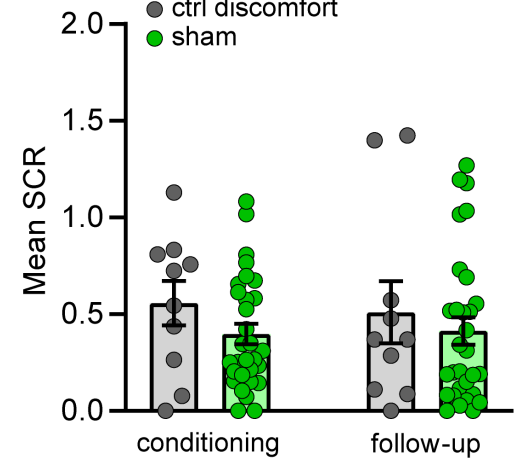 ctrl discomfort
sham
2.0
1.5
1.0
0.5
0.0
Mean SCR
conditioning
follow-up